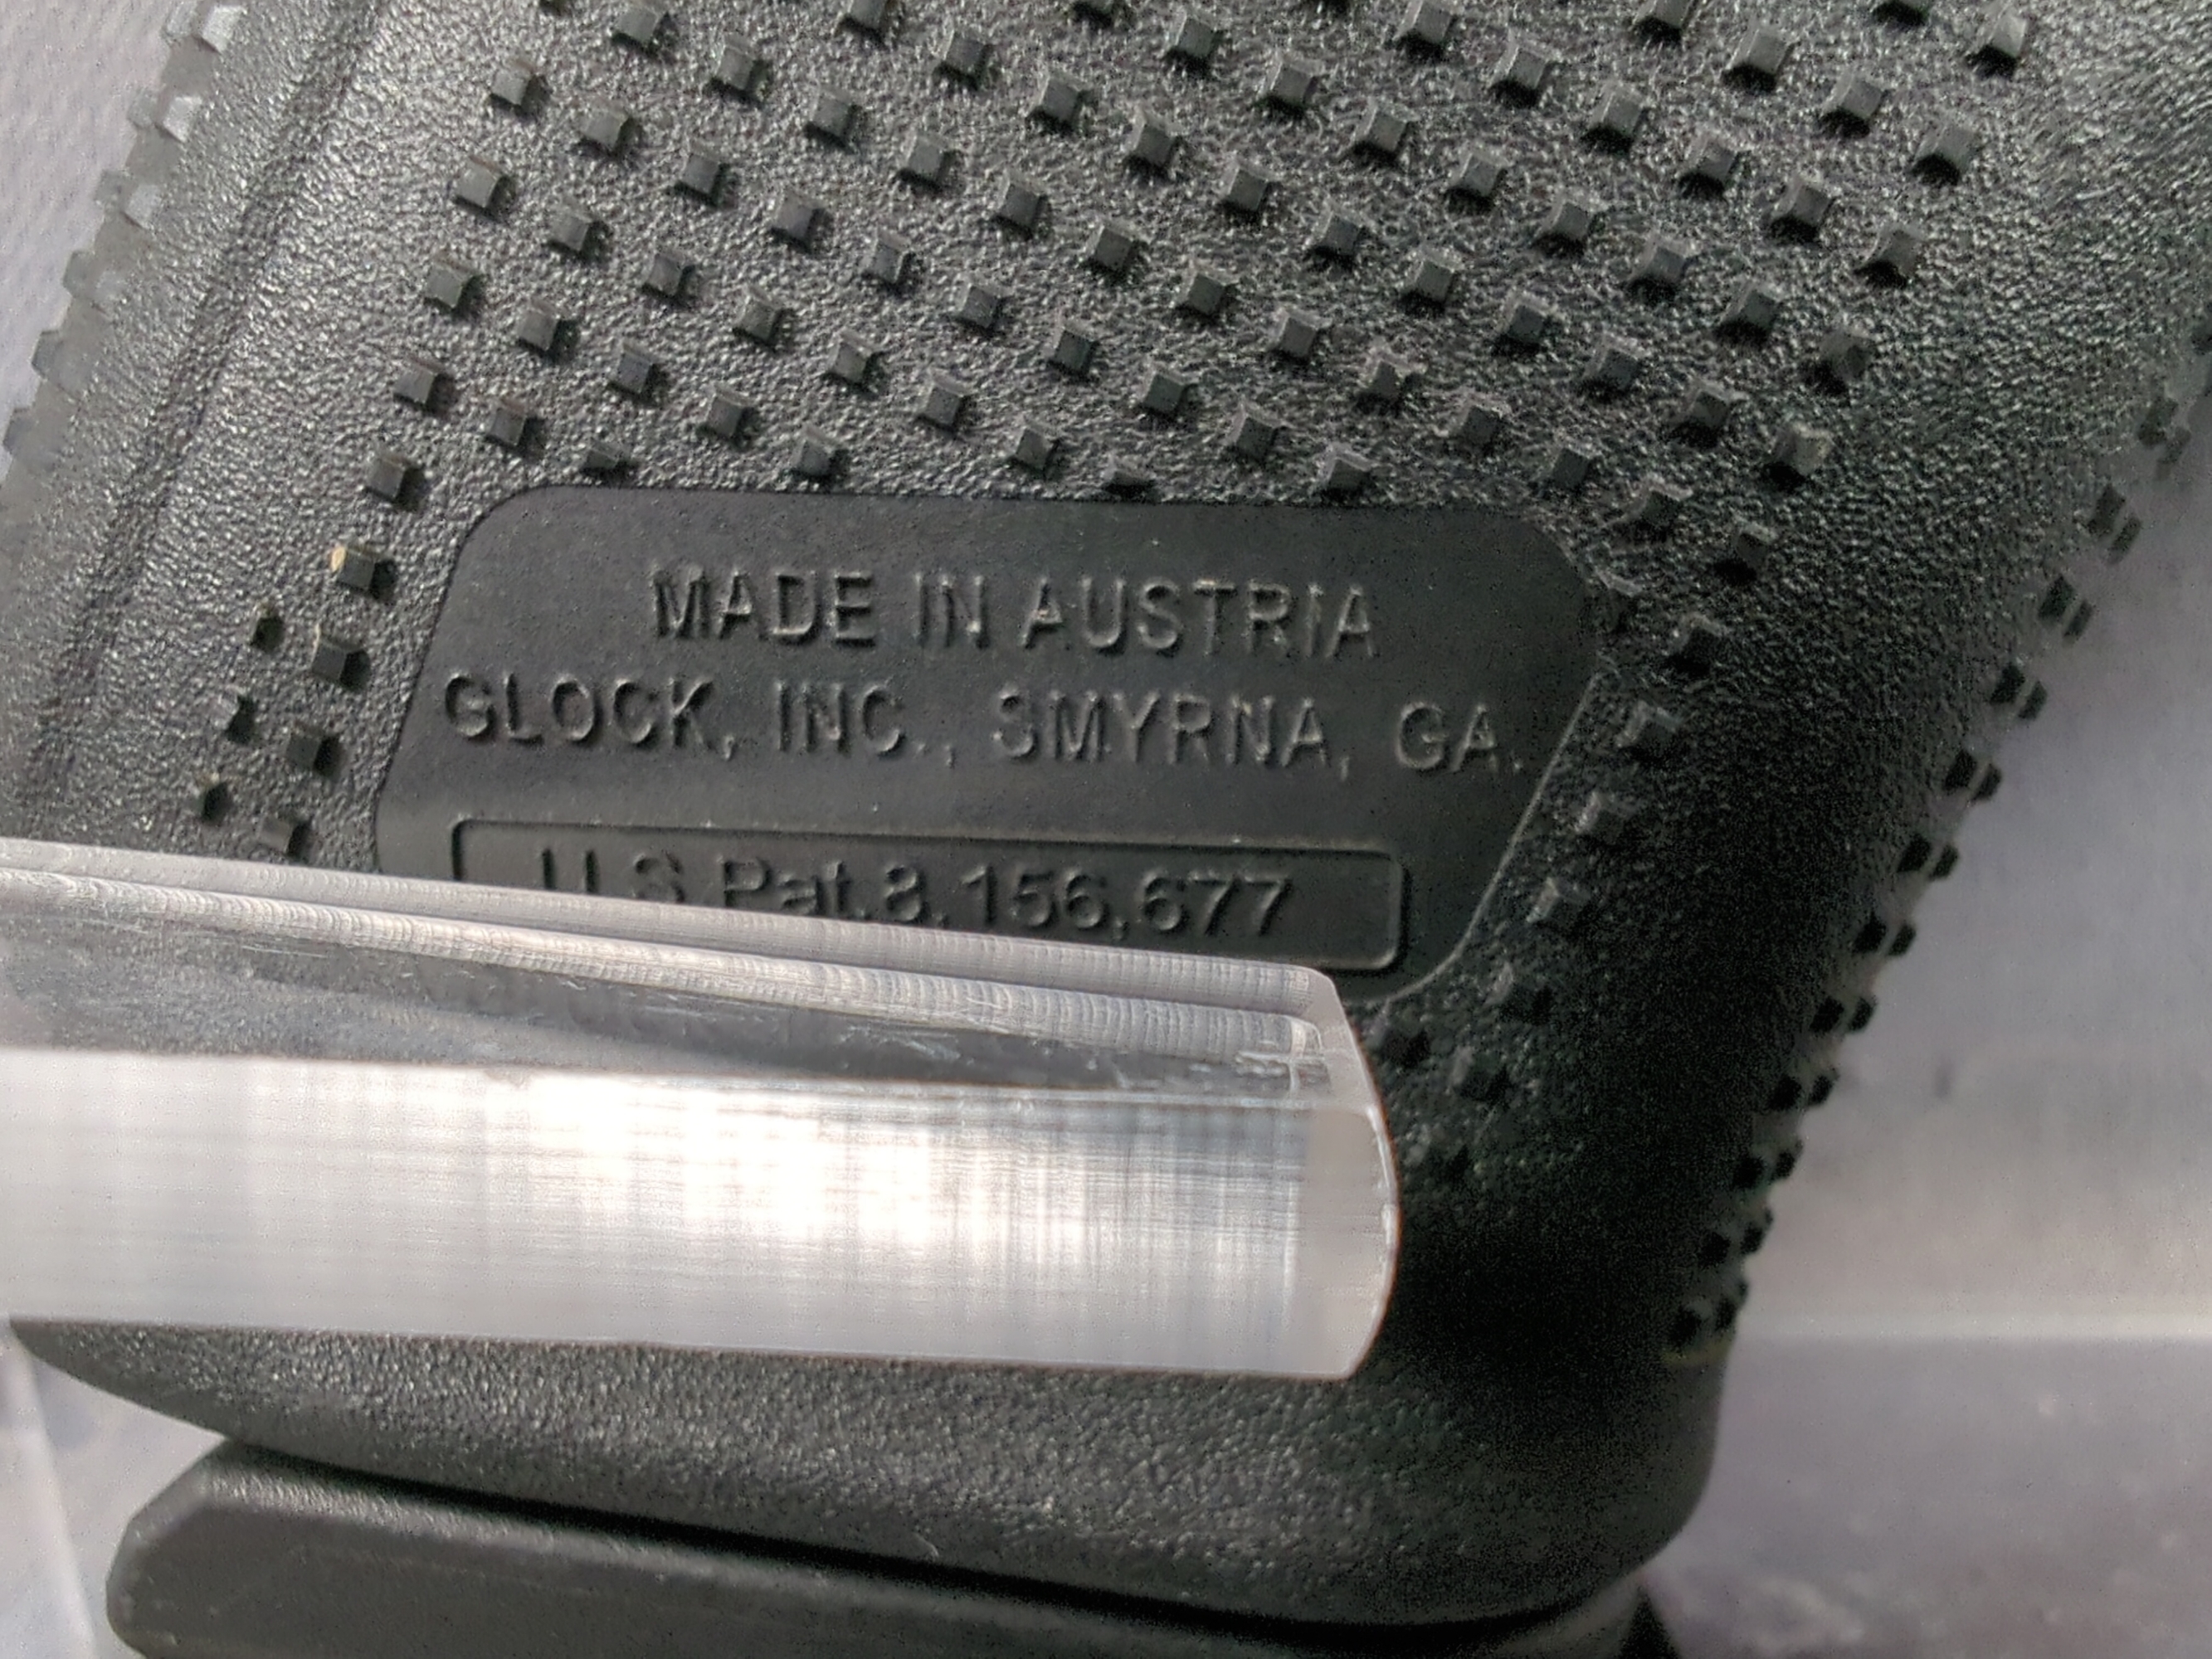 MADE IN AUSTRIA
GLOCK, INC., SMYRNA, GA.
U.S Pat.8,156,677